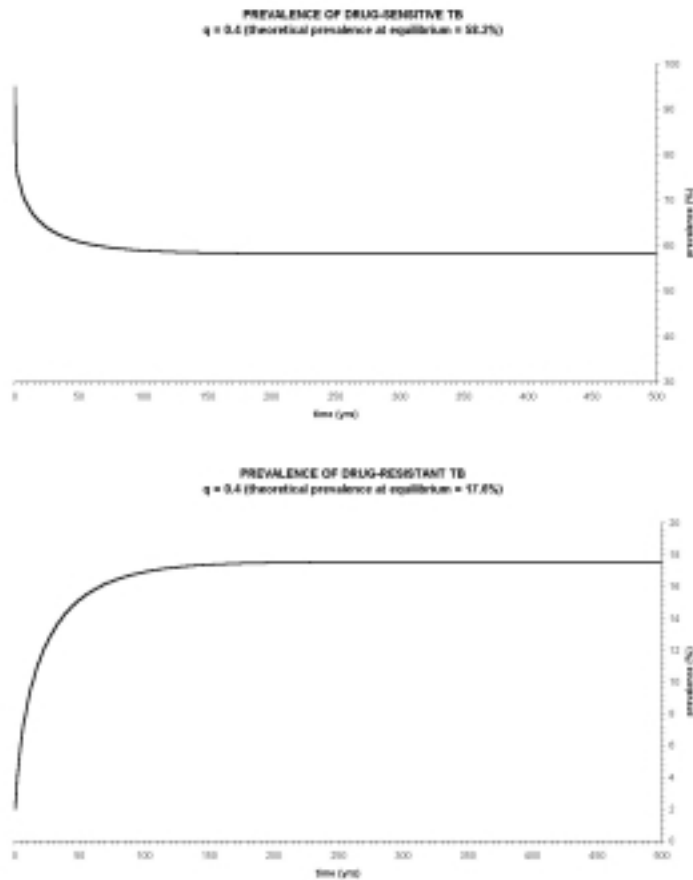 PREVALENCE OF DRUG-SENSITIVE TB
q = 0.4 (theoretical prevalence at equilibrium = 58.2%)
100
90
80
70
60
50
40
30
prevalence (%)
0 50 100 150 200 250 300 350 400 450 500
time (yrs)
PREVALENCE OF DRUG-RESISTANT TB
q = 0.4 (theoretical prevalence at equilibrium = 17.6%)
20
18
16
14
12
10
8
6
4
2
0
prevalence (%)
0 50 100 150 200 250 300 350 400 450 500
time (yrs)